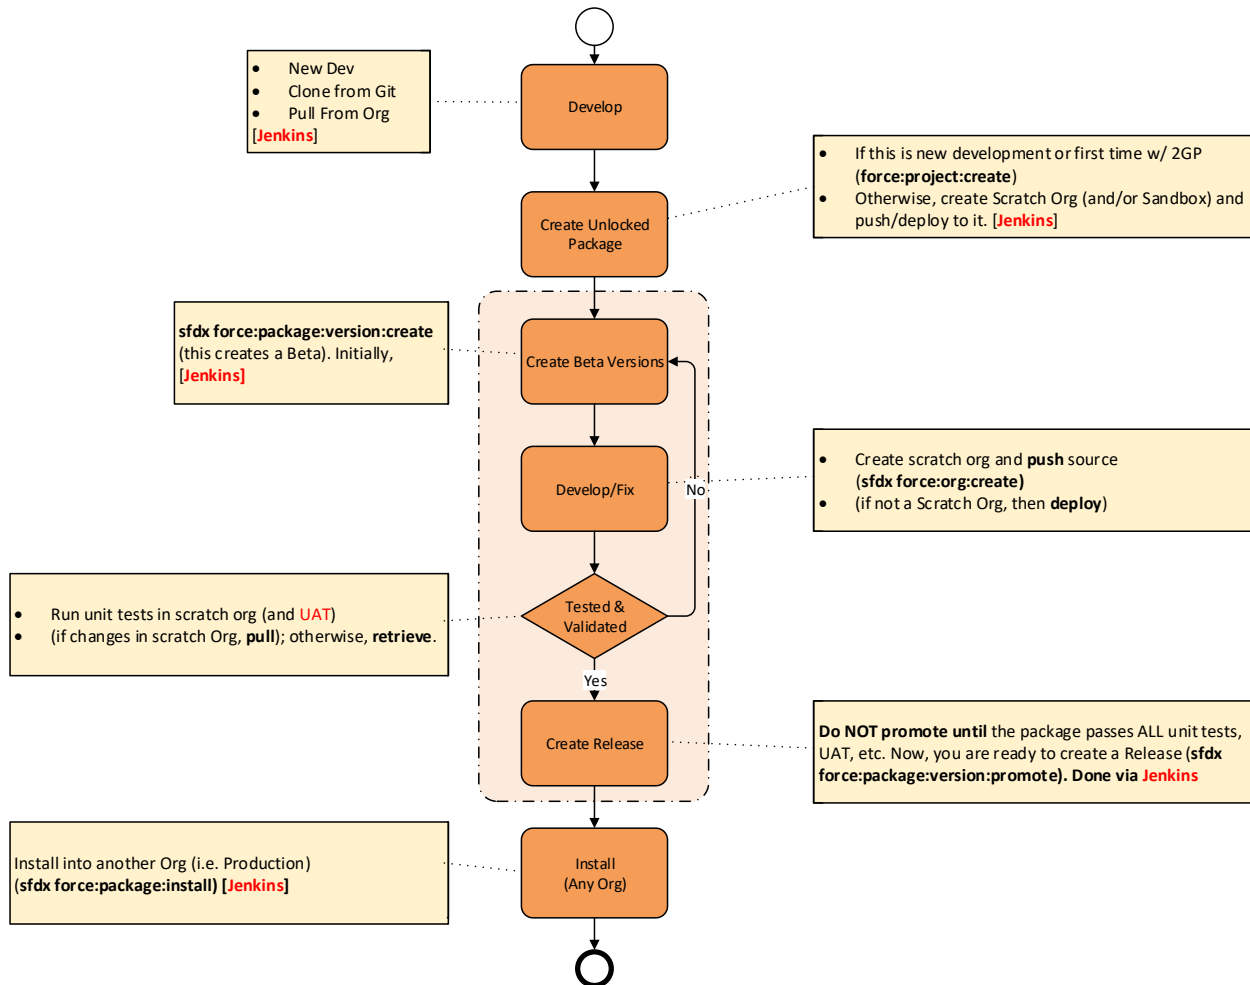 • New Dev
• Clone from Git
• Pull From Org
[Jenkins]
Develop
• If this is new development or first time w/ 2GP
(force:project:create)
• Otherwise, create Scratch Org (and/or Sandbox) and
push/deploy to it. [Jenkins]
Create Unlocked
Package
sfdx force:package:version:create
(this creates a Beta). Initially,
[Jenkins]
Create Beta Versions
• Create scratch org and push source
(sfdx force:org:create)
• (if not a Scratch Org, then deploy)
Develop/Fix
No
• Run unit tests in scratch org (and UAT)
• (if changes in scratch Org, pull); otherwise, retrieve.
Tested &
Validated
Yes
Do NOT promote until the package passes ALL unit tests,
UAT, etc. Now, you are ready to create a Release (sfdx
force:package:version:promote). Done via Jenkins
Create Release
Install into another Org (i.e. Production)
(sfdx force:package:install) [Jenkins]
Install
(Any Org)